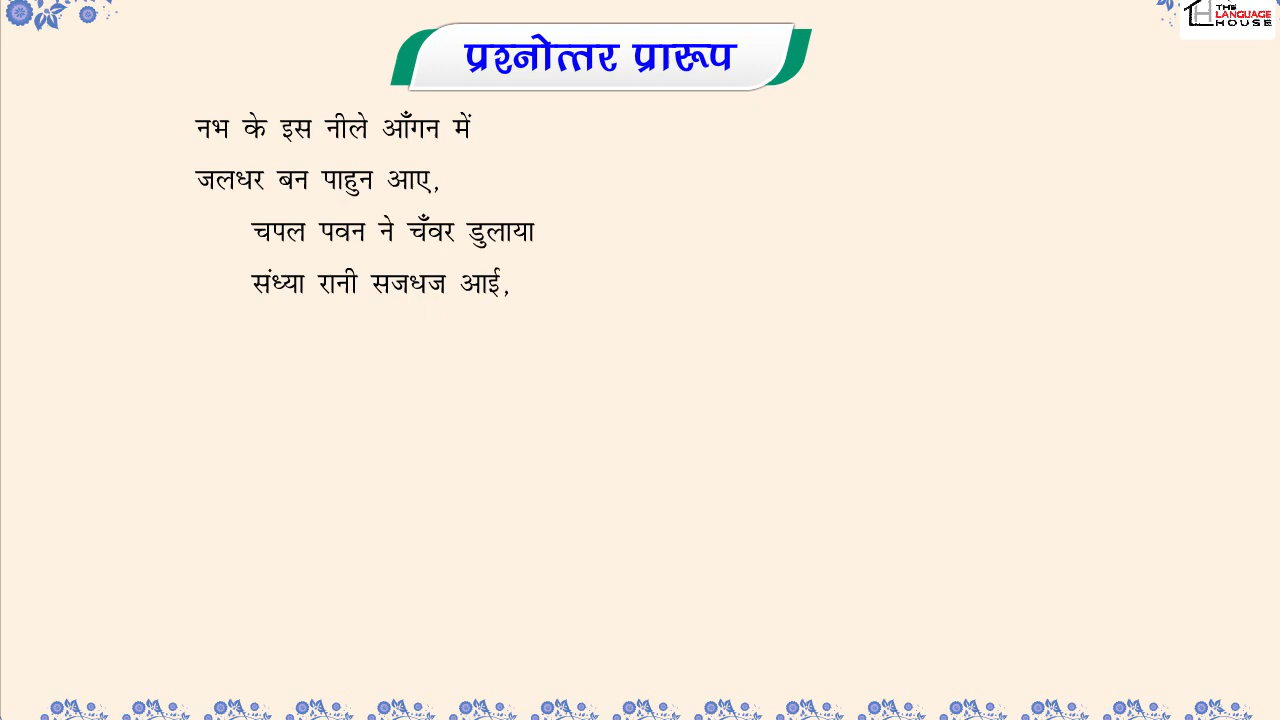 THE
LANGUAGE
HOUSE
प्रश्नोत्तर प्रारूप
नभ के इस नीले आँगन में
जलधर बन पाहुन आए,
चपल पवन ने चँवर डुलाया
संध्या रानी सजधज आई,